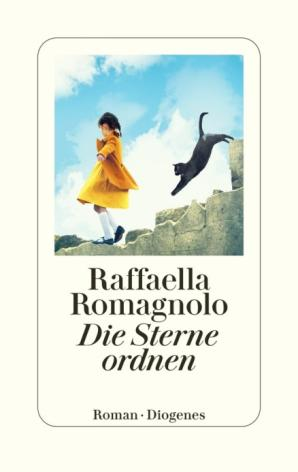 Raffaella
Romagnolo
Die Sterne
ordnen
Roman · Diogenes